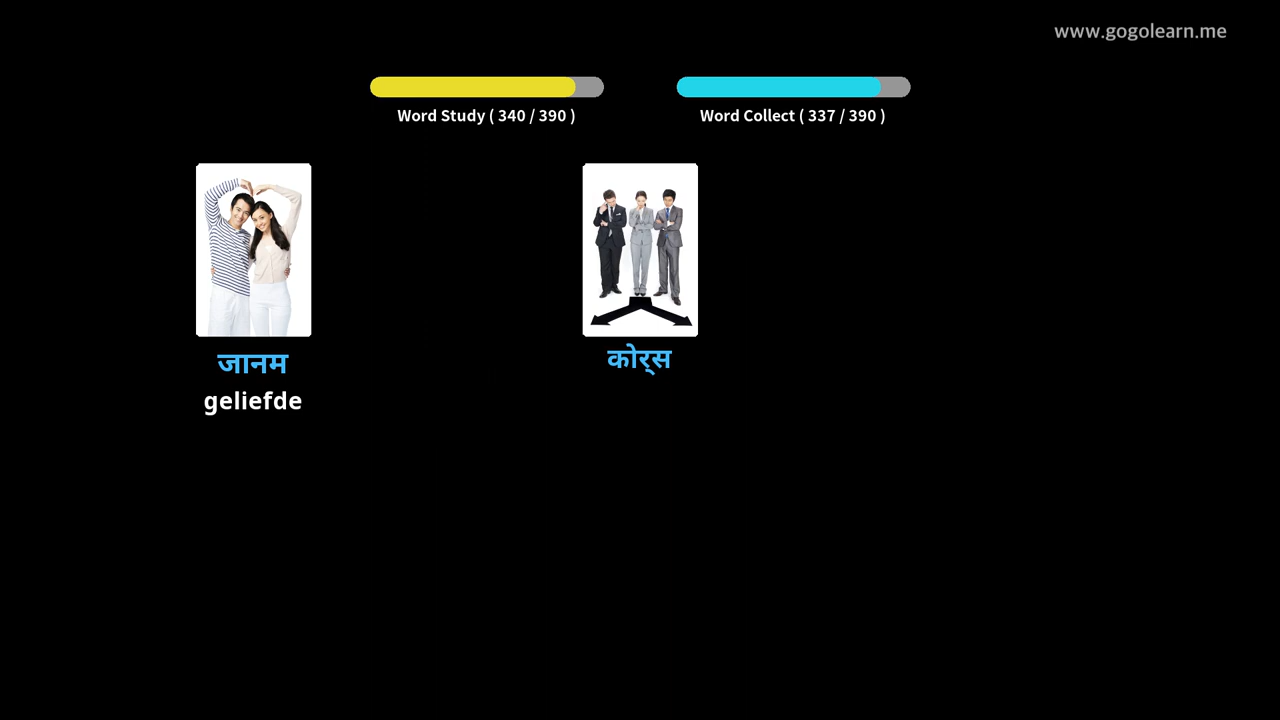 www.gogolearn.me
Word Study ( 340 / 390 )
Word Collect ( 337 / 390 )
जानम
geliefde
कोर्‌स